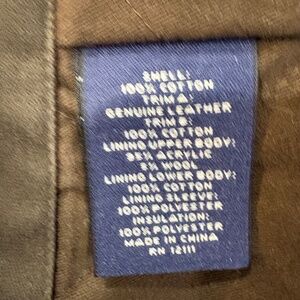 SHELL:
100% COTTON
TRIM A:
GENUINE LEATHER
TRIM B:
100% COTTON
LINING UPPER BODY:
95% ACRYLIC
5% WOOL
LINING LOWER BODY:
100% COTTON
LINING SLEEVE:
100% POLYESTER
INSULATION:
100% POLYESTER
MADE IN CHINA
RN 12111